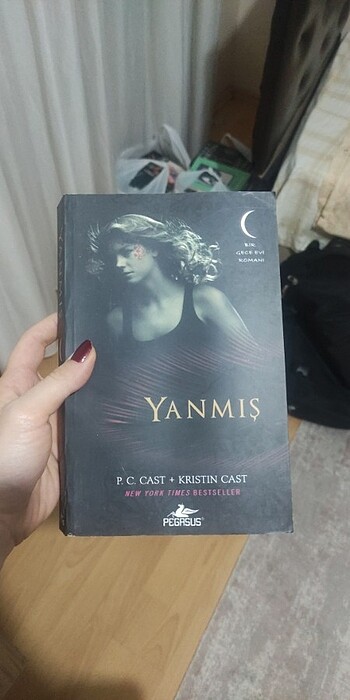 BİR
GECE EVİ
ROMANI
YANMIŞ
P. C. CAST + KRISTIN CAST
NEW YORK TIMES BESTSELLER
PEGASUS